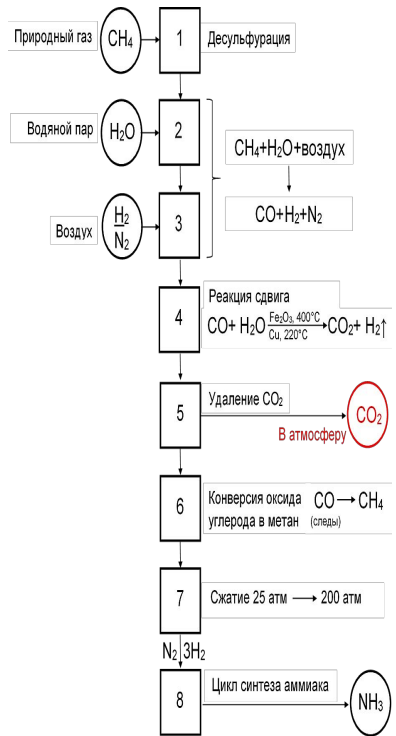 Природный газ
CH₄
1
Десульфурация
Водяной пар
H₂O
2
CH₄+H₂O+воздух
CO+H₂+N₂
Воздух
H₂
N₂
3
4
Реакция сдвига
CO+ H₂O Fe₂O₃, 400°C CO₂+ H₂↑
Cu, 220°C
5
Удаление CO₂
В атмосферу
CO₂
6
Конверсия оксида CO → CH₄
углерода в метан (следы)
7
Сжатие 25 атм → 200 атм
N₂ 3H₂
8
Цикл синтеза аммиака
NH₃